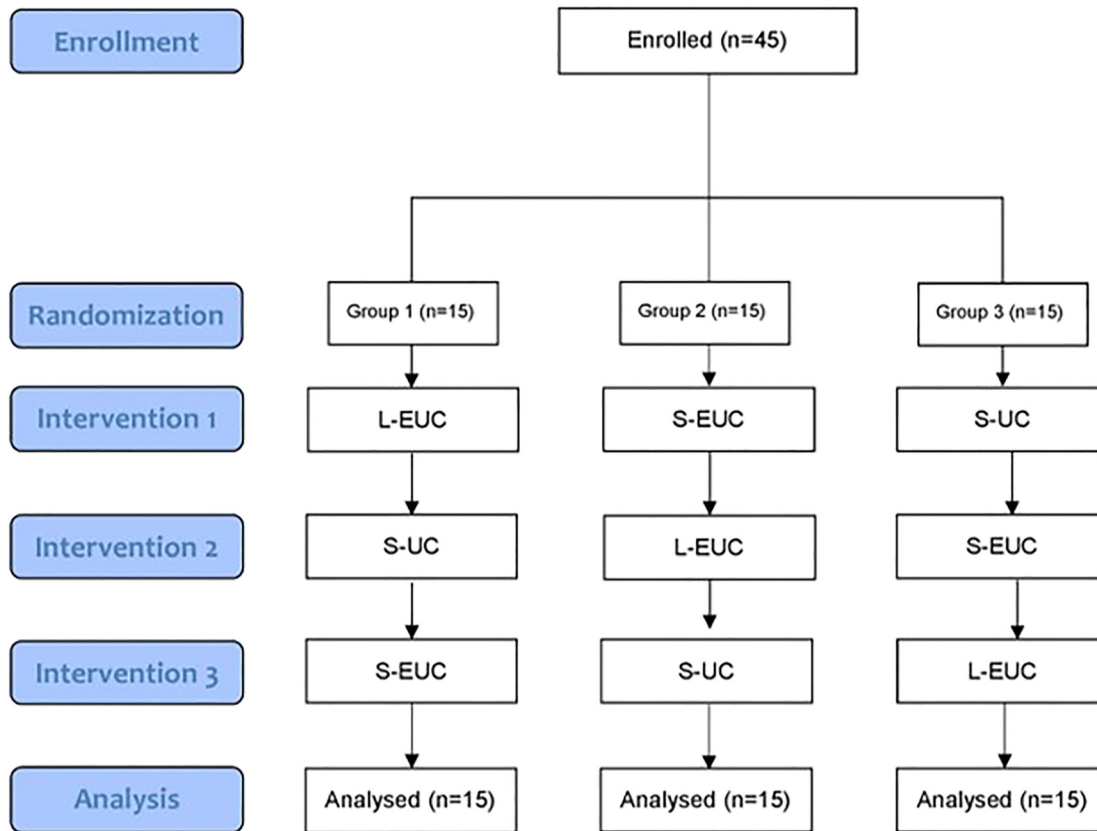 Enrollment
Enrolled (n=45)
Randomization
Group 1 (n=15)
Group 2 (n=15)
Group 3 (n=15)
Intervention 1
L-EUC
S-EUC
S-UC
Intervention 2
S-UC
L-EUC
S-EUC
Intervention 3
S-EUC
S-UC
L-EUC
Analysis
Analysed (n=15)
Analysed (n=15)
Analysed (n=15)